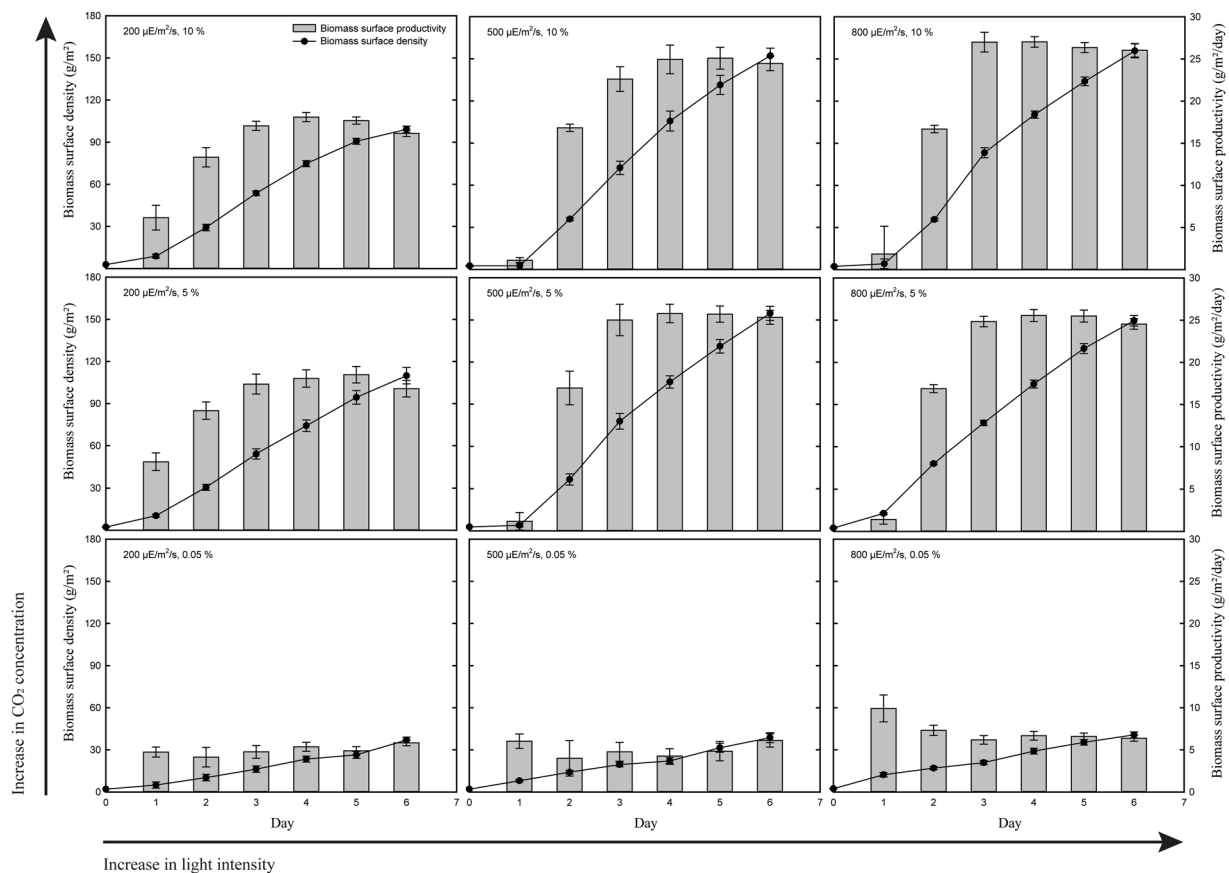 200 µE/m²/s, 10 %
Biomass surface productivity
Biomass surface density
500 µE/m²/s, 10 %
800 µE/m²/s, 10 %
180
150
120
90
60
30
Biomass surface density (g/m²)
30
25
20
15
10
5
Biomass surface productivity (g/m²/day)
200 µE/m²/s, 5 %
500 µE/m²/s, 5 %
800 µE/m²/s, 5 %
180
150
120
90
60
30
Biomass surface density (g/m²)
30
25
20
15
10
5
Biomass surface productivity (g/m²/day)
200 µE/m²/s, 0.05 %
500 µE/m²/s, 0.05 %
800 µE/m²/s, 0.05 %
180
150
120
90
60
30
0
Biomass surface density (g/m²)
30
25
20
15
10
5
0
Biomass surface productivity (g/m²/day)
0 1 2 3 4 5 6 7
0 1 2 3 4 5 6 7
0 1 2 3 4 5 6 7
Day
Day
Day
Increase in CO₂ concentration
Increase in light intensity